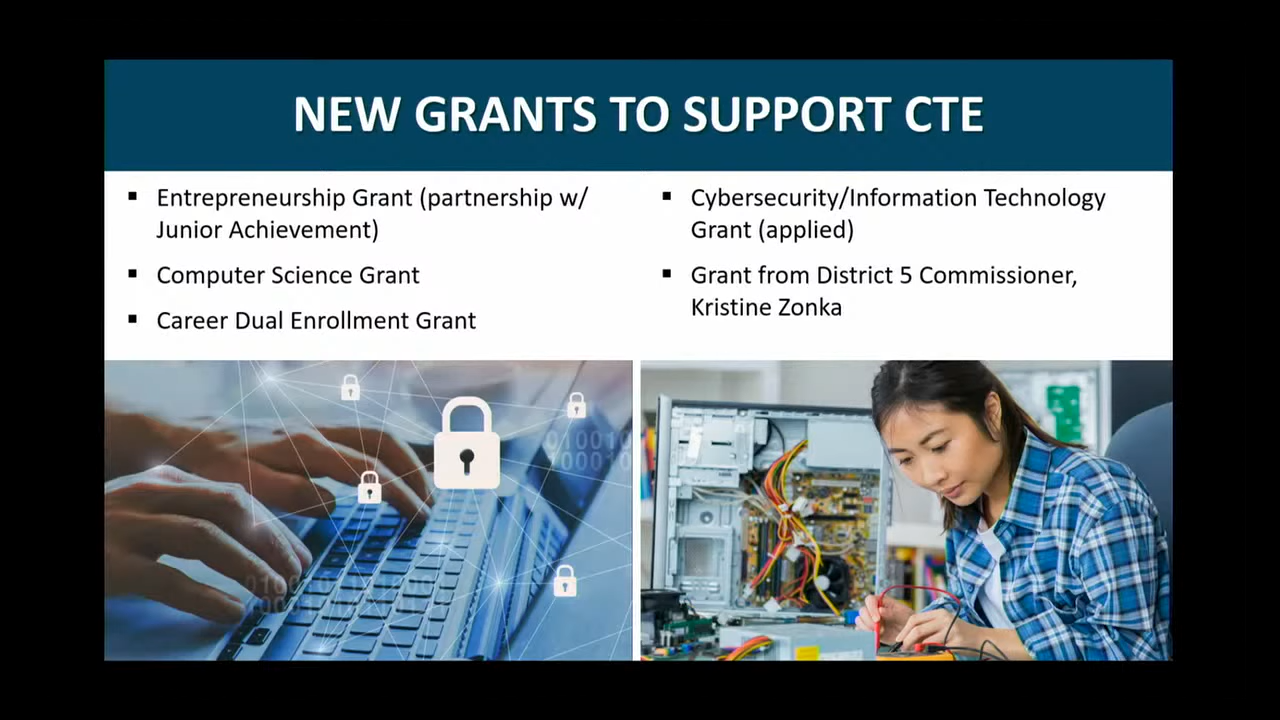 NEW GRANTS TO SUPPORT CTE
▪ Entrepreneurship Grant (partnership w/
Junior Achievement)
▪ Computer Science Grant
▪ Career Dual Enrollment Grant
▪ Cybersecurity/Information Technology
Grant (applied)
▪ Grant from District 5 Commissioner,
Kristine Zonka